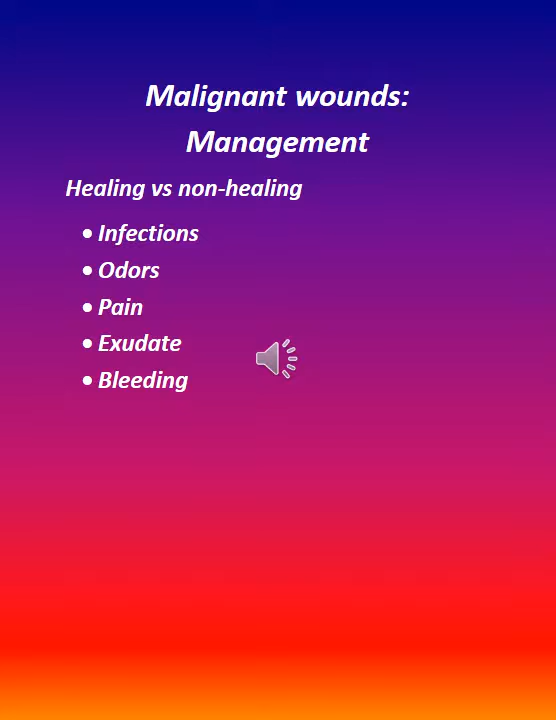 Malignant wounds:
Management
Healing vs non-healing
• Infections
• Odors
• Pain
• Exudate
• Bleeding